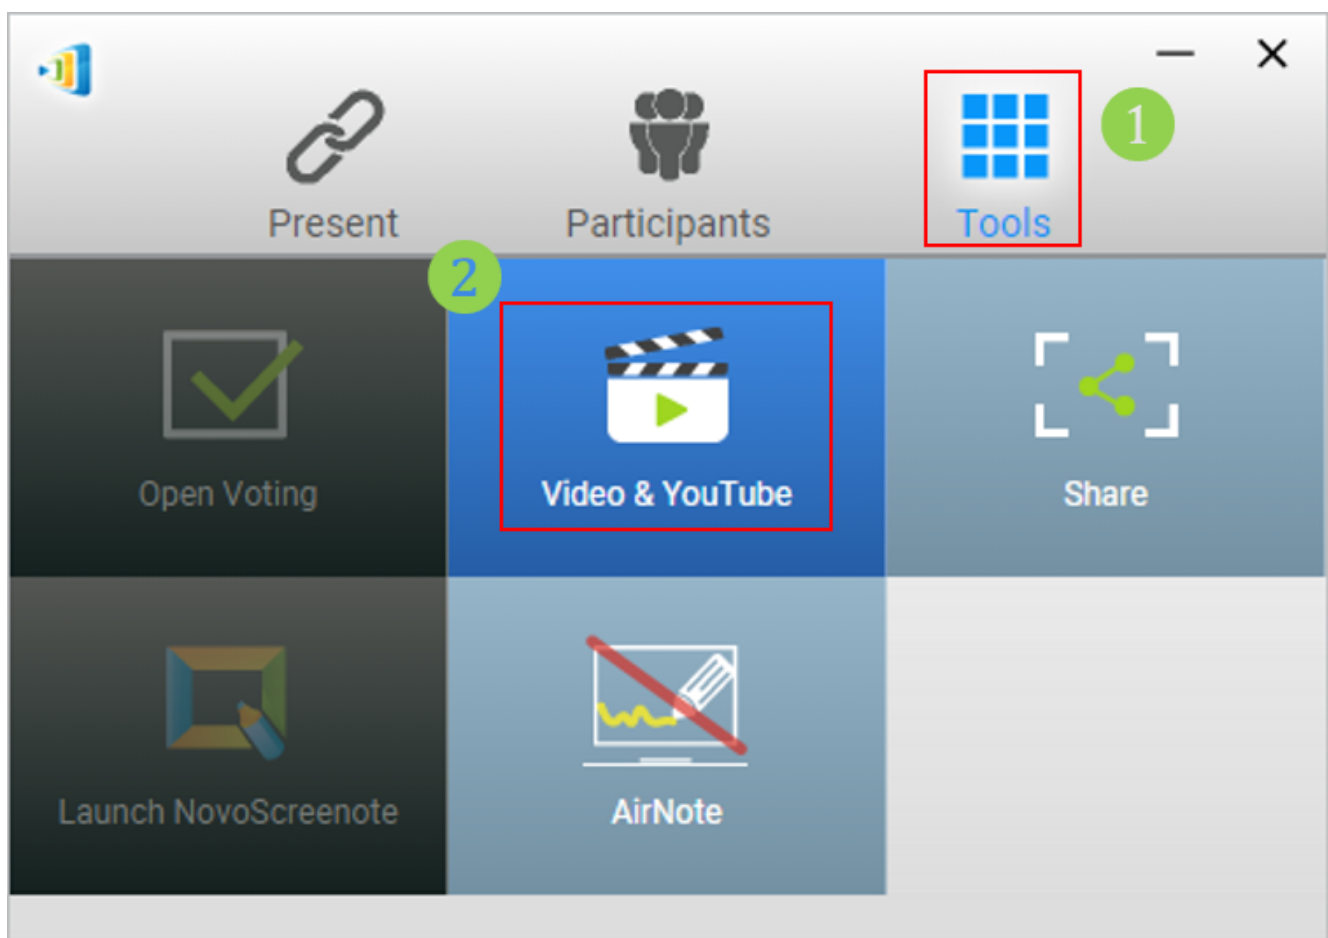 1
Present
Participants
Tools
2
Open Voting
Video & YouTube
Share
Launch NovoScreenote
AirNote